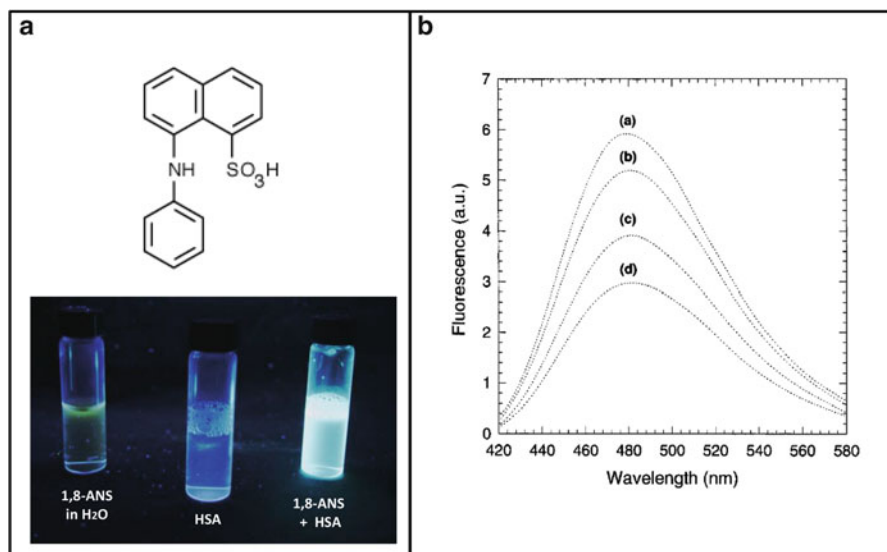 a
NH
SO3H
1,8-ANS
in H2O
HSA
1,8-ANS
+ HSA
b
7
6
5
4
3
2
1
0
Fluorescence (a.u.)
(a)
(b)
(c)
(d)
420 440 460 480 500 520 540 560 580
Wavelength (nm)